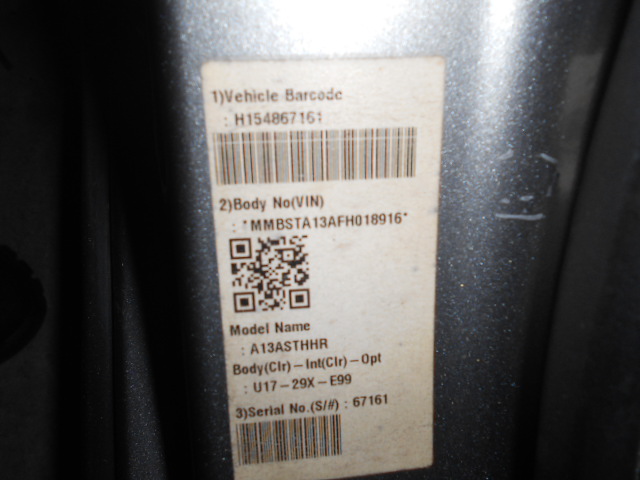 1)Vehicle Barcode
: H154867161
2)Body No(VIN)
: *MMBSTA13AFH018916*
Model Name
: A13ASTHHR
Body(Clr)-Int(Clr)-Opt
: U17-29X-E99
3)Serial No.(S/#) : 67161